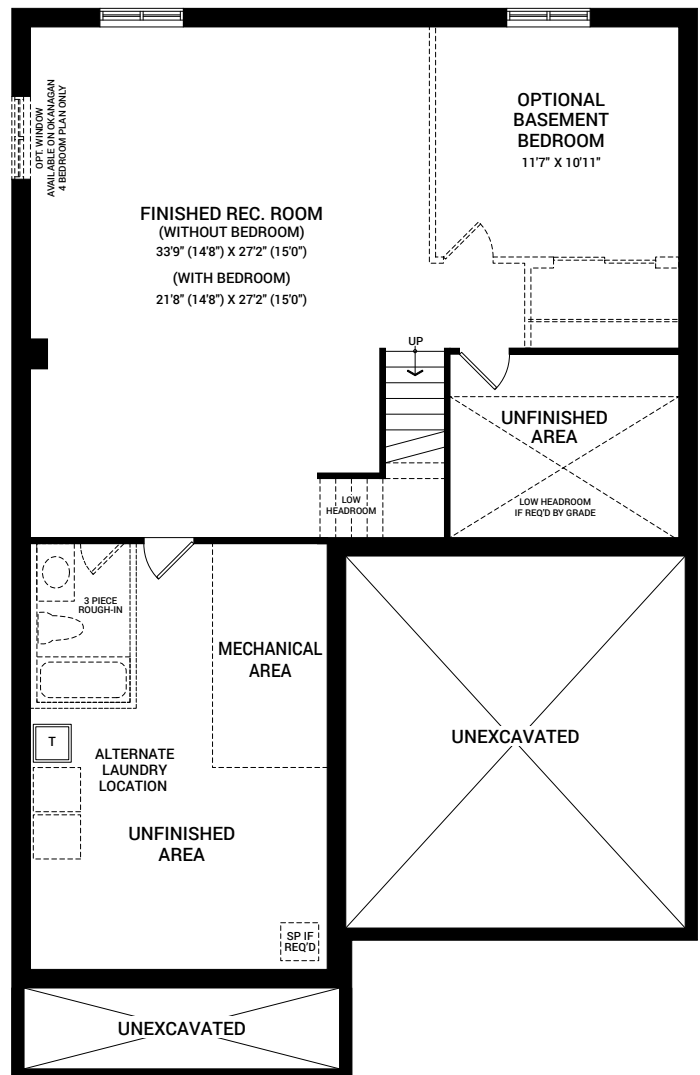 OPT. WINDOW
AVAILABLE ON OKANAGAN
4 BEDROOM PLAN ONLY
OPTIONAL
BASEMENT
BEDROOM
11'7" X 10'11"
FINISHED REC. ROOM
(WITHOUT BEDROOM)
33'9" (14'8") X 27'2" (15'0")
(WITH BEDROOM)
21'8" (14'8") X 27'2" (15'0")
UP
UNFINISHED
AREA
LOW HEADROOM
IF REQ'D BY GRADE
LOW
HEADROOM
3 PIECE
ROUGH-IN
MECHANICAL
AREA
T
ALTERNATE
LAUNDRY
LOCATION
UNFINISHED
AREA
UNEXCAVATED
SP IF
REQ'D
UNEXCAVATED